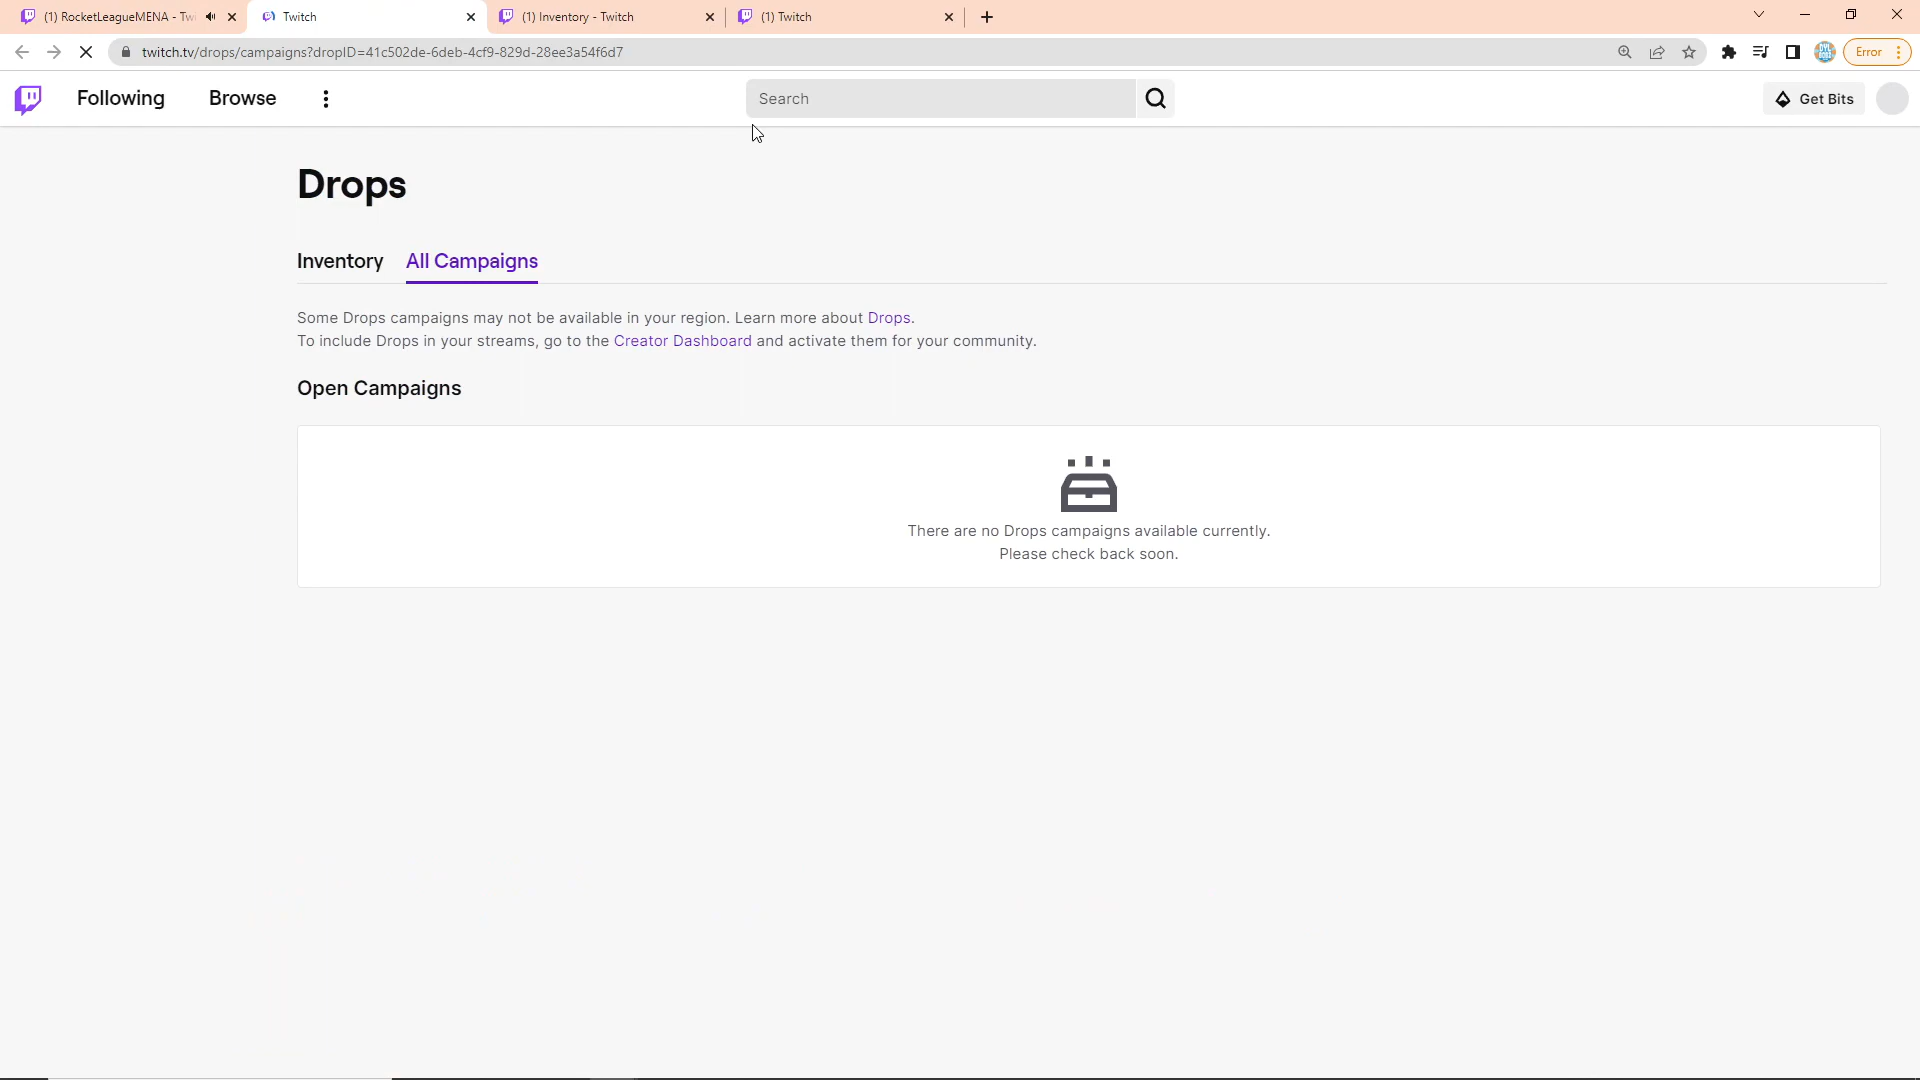 (1) RocketLeagueMENA - Tw
Twitch
(1) Inventory - Twitch
(1) Twitch
twitch.tv/drops/campaigns?dropID=41c502de-6deb-4cf9-829d-28ee3a54f6d7
Error
Following
Browse
Search
Get Bits
Drops
Inventory
All Campaigns
Some Drops campaigns may not be available in your region. Learn more about Drops.
To include Drops in your streams, go to the Creator Dashboard and activate them for your community.
Open Campaigns
There are no Drops campaigns available currently.
Please check back soon.